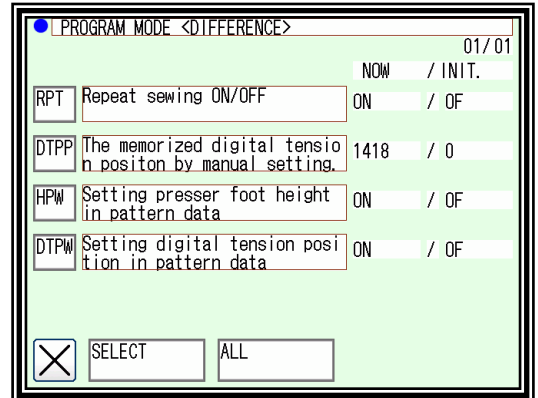 PROGRAM MODE <DIFFERENCE>
01/01
NOW / INIT.
RPT Repeat sewing ON/OFF ON / OF
DTPP The memorized digital tensio 1418 / 0
n positon by manual setting.
HPW Setting presser foot height ON / OF
in pattern data
DTPW Setting digital tension posi ON / OF
tion in pattern data
SELECT ALL